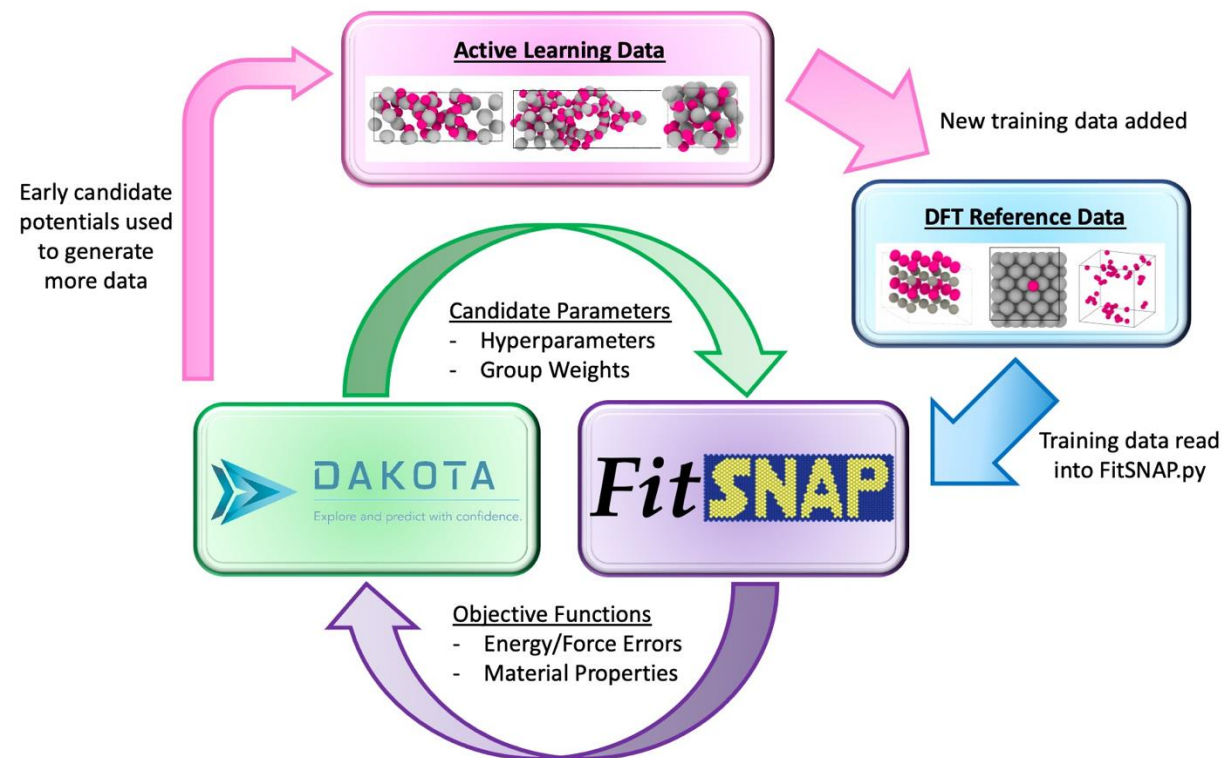 Active Learning Data
New training data added
Early candidate
potentials used
to generate
more data
DFT Reference Data
Candidate Parameters
- Hyperparameters
- Group Weights
DAKOTA
Explore and predict with confidence.
FitSNAP
Training data read
into FitSNAP.py
Objective Functions
- Energy/Force Errors
- Material Properties